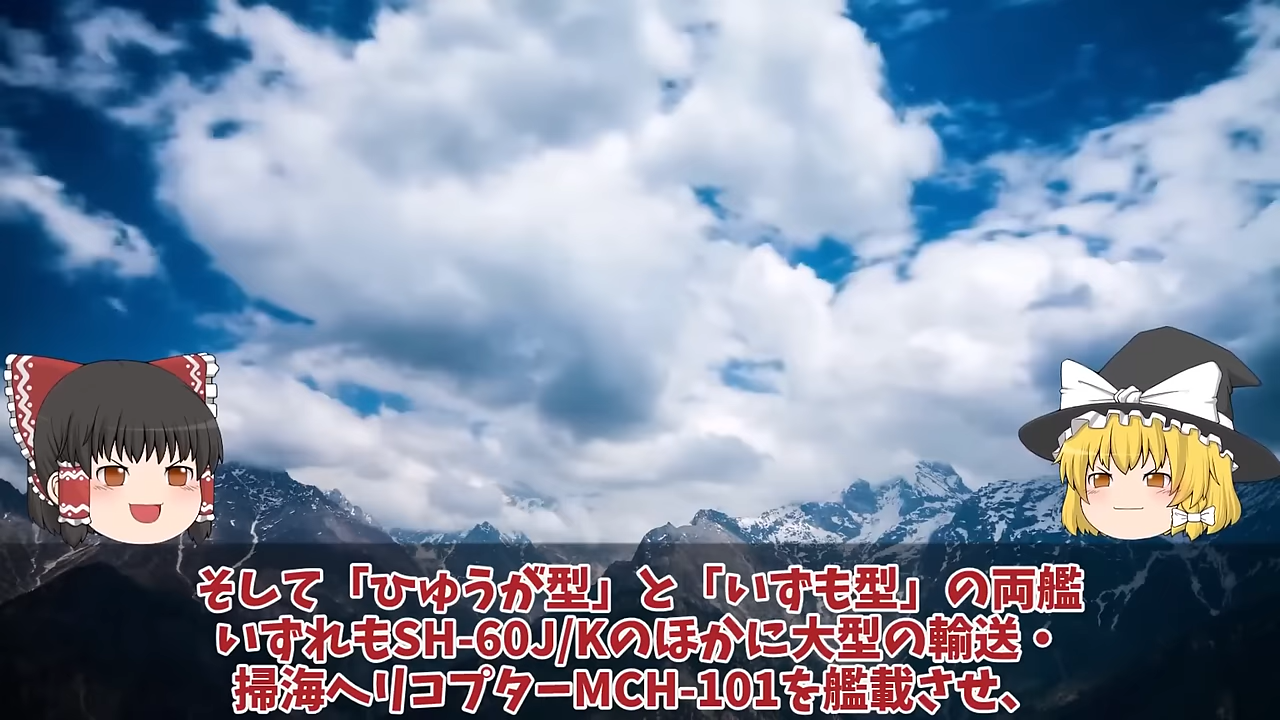 そして「ひゅうが型」と「いずも型」の両艦
いずれもSH-60J/Kのほかに大型の輸送・
掃海ヘリコプターMCH-101を艦載させ、